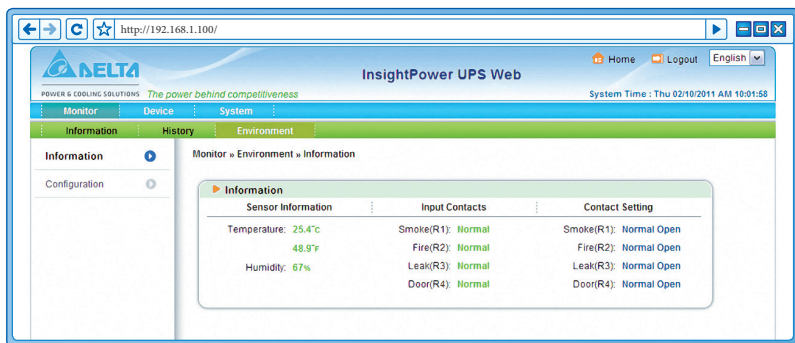 http://192.168.1.100/
Home Logout English
DELTA
InsightPower UPS Web
POWER & COOLING SOLUTIONS The power behind competitiveness
System Time : Thu 02/10/2011 AM 10:01:58
Monitor Device System
Information History Environment
Information
Configuration
Monitor » Environment » Information
Information
Sensor Information Input Contacts Contact Setting
Temperature: 25.4°C Smoke(R1): Normal Smoke(R1): Normal Open
48.9°F Fire(R2): Normal Fire(R2): Normal Open
Humidity: 67% Leak(R3): Normal Leak(R3): Normal Open
Door(R4): Normal Door(R4): Normal Open